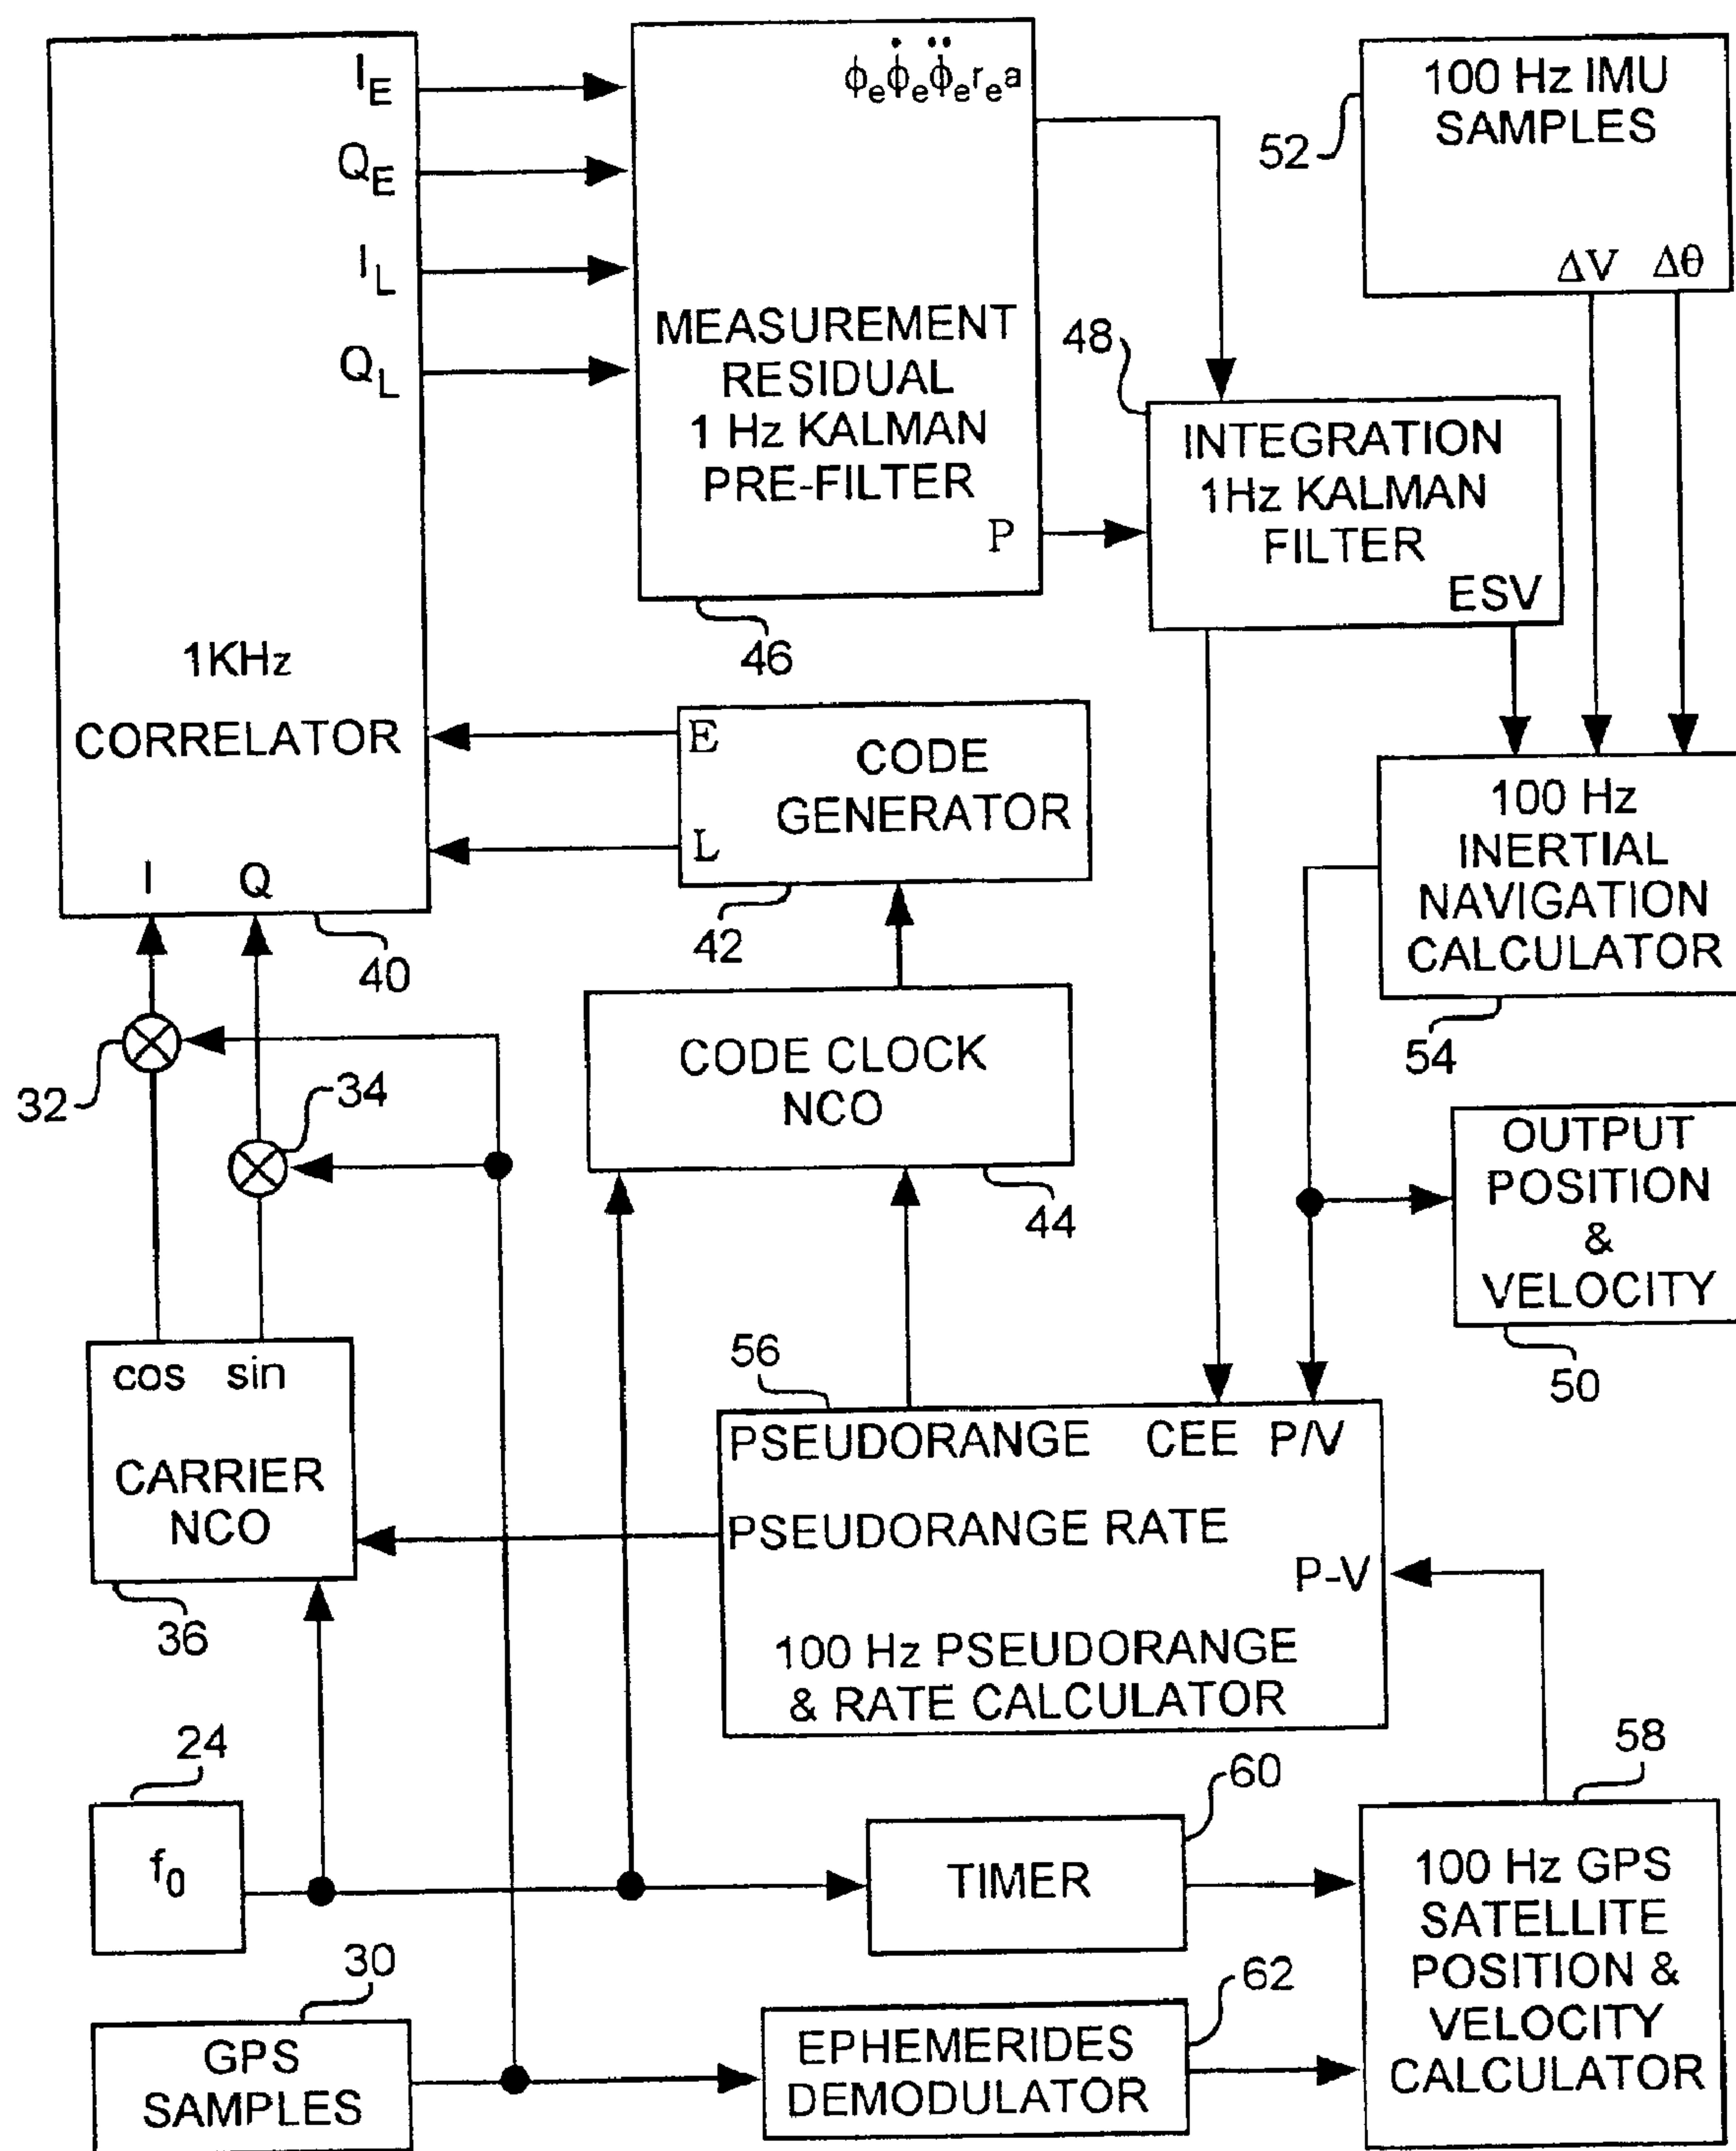 I_E
Q_E
I_L
Q_L
1KHz
CORRELATOR
I Q
40
ϕ_e ϕ̇_e ϕ̈_e r_e a
MEASUREMENT
RESIDUAL
1 Hz KALMAN
PRE-FILTER
P
46
100 Hz IMU
SAMPLES
ΔV Δθ
52
48
INTEGRATION
1Hz KALMAN
FILTER
ESV
E
L
CODE
GENERATOR
42
100 Hz
INERTIAL
NAVIGATION
CALCULATOR
54
32
34
CODE CLOCK
NCO
44
OUTPUT
POSITION
&
VELOCITY
50
cos sin
CARRIER
NCO
36
56
PSEUDORANGE CEE P/V
PSEUDORANGE RATE
P-V
100 Hz PSEUDORANGE
& RATE CALCULATOR
24
f_0
60
TIMER
58
100 Hz GPS
SATELLITE
POSITION &
VELOCITY
CALCULATOR
30
GPS
SAMPLES
62
EPHEMERIDES
DEMODULATOR